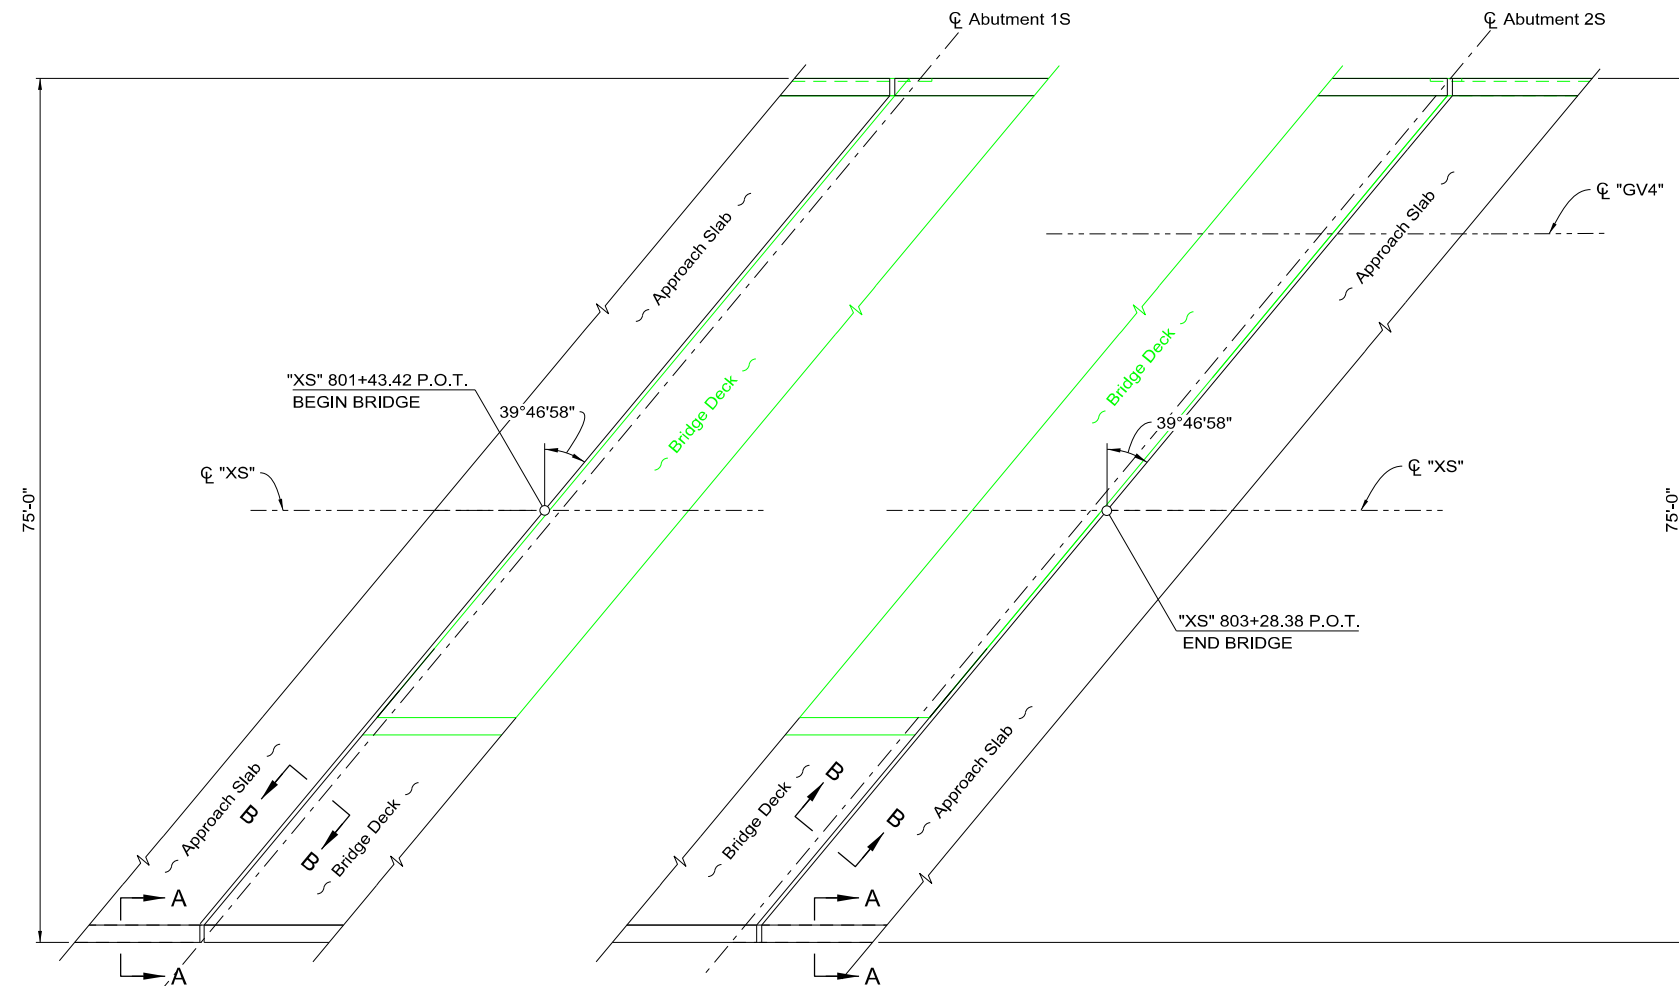 ℄ Abutment 1S
℄ Abutment 2S
℄ "GV4"
Approach Slab
Approach Slab
Bridge Deck
Bridge Deck
"XS" 801+43.42 P.O.T.
BEGIN BRIDGE
39°46'58"
39°46'58"
℄ "XS"
℄ "XS"
75'-0"
75'-0"
"XS" 803+28.38 P.O.T.
END BRIDGE
Approach Slab
B
B
Bridge Deck
Bridge Deck
B
B
Approach Slab
A
A
A
A